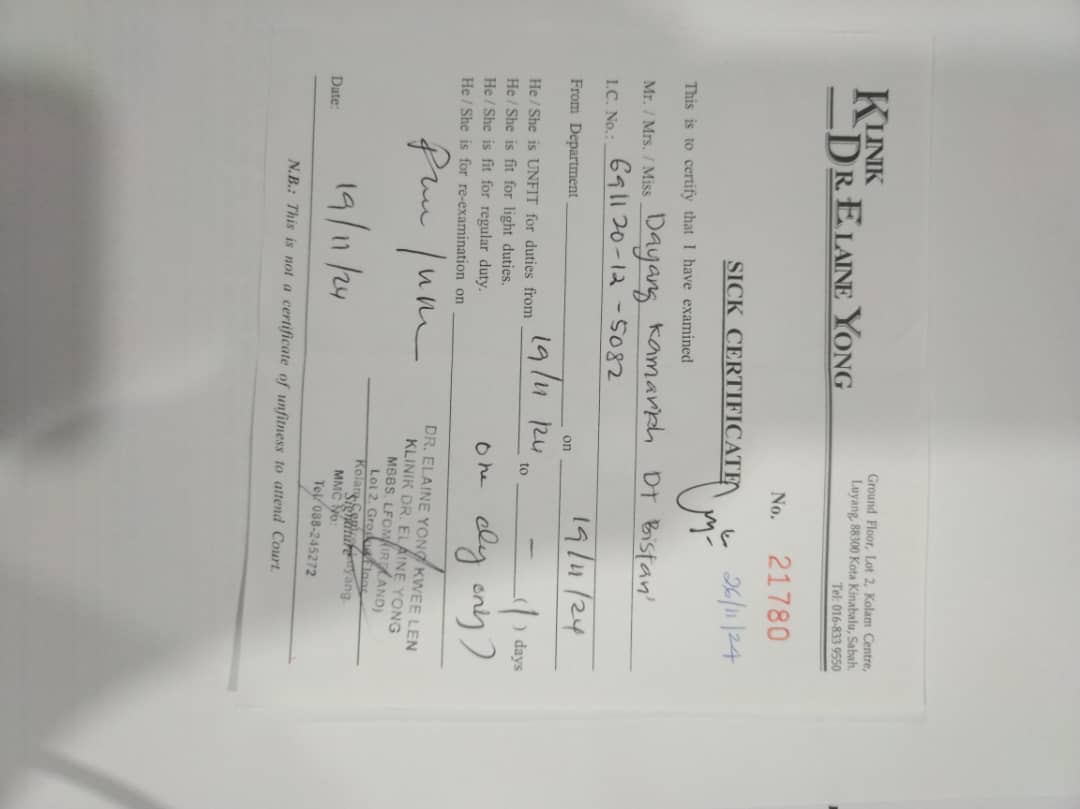 KLINIK
DR. ELAINE YONG
Ground Floor, Lot 2, Kolam Centre,
Luyang, 88300 Kota Kinabalu, Sabah.
Tel: 016-833 9550
No. 21780
SICK CERTIFICATE 26/11/24
This is to certify that I have examined
Mr. / Mrs. / Miss Dayang Kamariah Dt Bistari
I.C. No.: 691120-12-5082
From Department on 19/11/24
He / She is UNFIT for duties from 19/11/24 to — (1) days
He / She is fit for light duties.
He / She is fit for regular duty. one day only)
He / She is for re-examination on
DR. ELAINE YONG KWEE LEN
KLINIK DR. ELAINE YONG
MBBS. LFOM (IRELAND)
Lot 2, Ground Floor
Kolam Centre, Luyang.
Signature
MMC No:
Tel: 088-245272
Date: 19/11/24
N.B.: This is not a certificate of unfitness to attend Court.